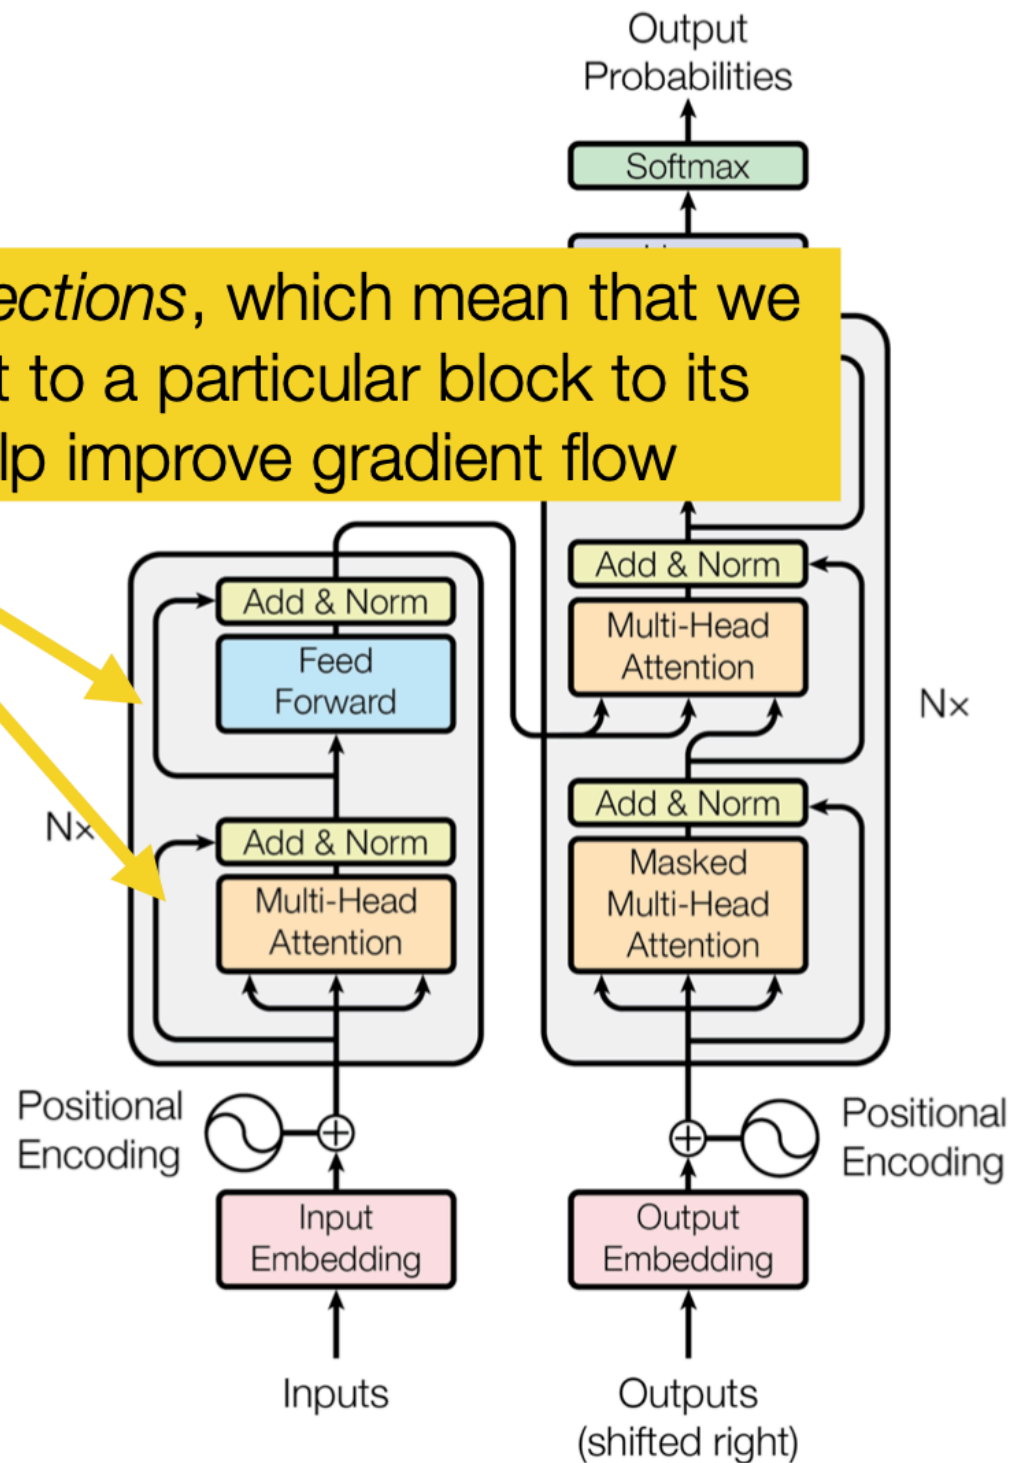 Output
Probabilities
Softmax
ections, which mean that we
t to a particular block to its
lp improve gradient flow
Add & Norm
Multi-Head
Attention
Nx
Add & Norm
Feed
Forward
Add & Norm
Masked
Multi-Head
Attention
Nx
Add & Norm
Multi-Head
Attention
Positional
Encoding
Positional
Encoding
Input
Embedding
Output
Embedding
Inputs
Outputs
(shifted right)